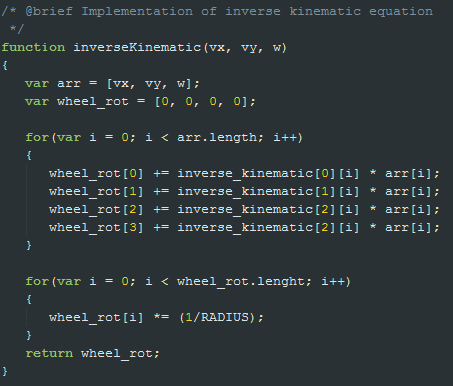 /* @brief Implementation of inverse kinematic equation
 */
function inverseKinematic(vx, vy, w)
{
   var arr = [vx, vy, w];
   var wheel_rot = [0, 0, 0, 0];

   for(var i = 0; i < arr.length; i++)
   {
      wheel_rot[0] += inverse_kinematic[0][i] * arr[i];
      wheel_rot[1] += inverse_kinematic[1][i] * arr[i];
      wheel_rot[2] += inverse_kinematic[2][i] * arr[i];
      wheel_rot[3] += inverse_kinematic[2][i] * arr[i];
   }

   for(var i = 0; i < wheel_rot.lenght; i++)
   {
      wheel_rot[i] *= (1/RADIUS);
   }
   return wheel_rot;
}